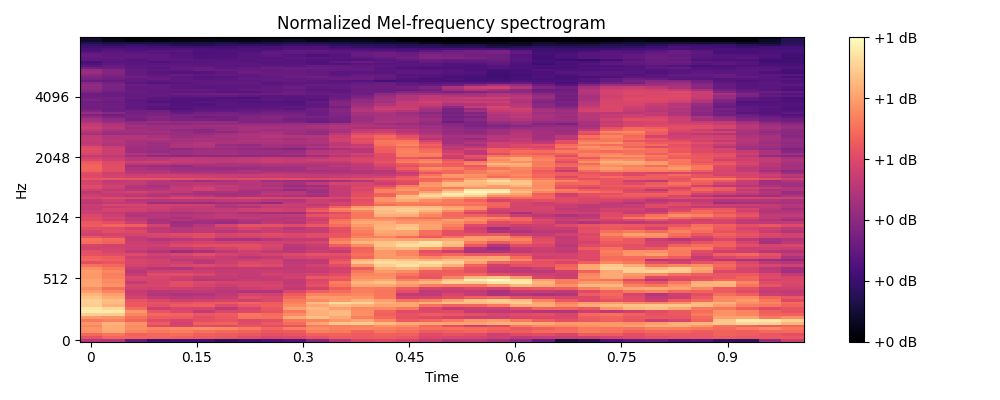 Normalized Mel-frequency spectrogram
Hz
4096
2048
1024
512
0
0 0.15 0.3 0.45 0.6 0.75 0.9
Time
+1 dB
+1 dB
+1 dB
+0 dB
+0 dB
+0 dB